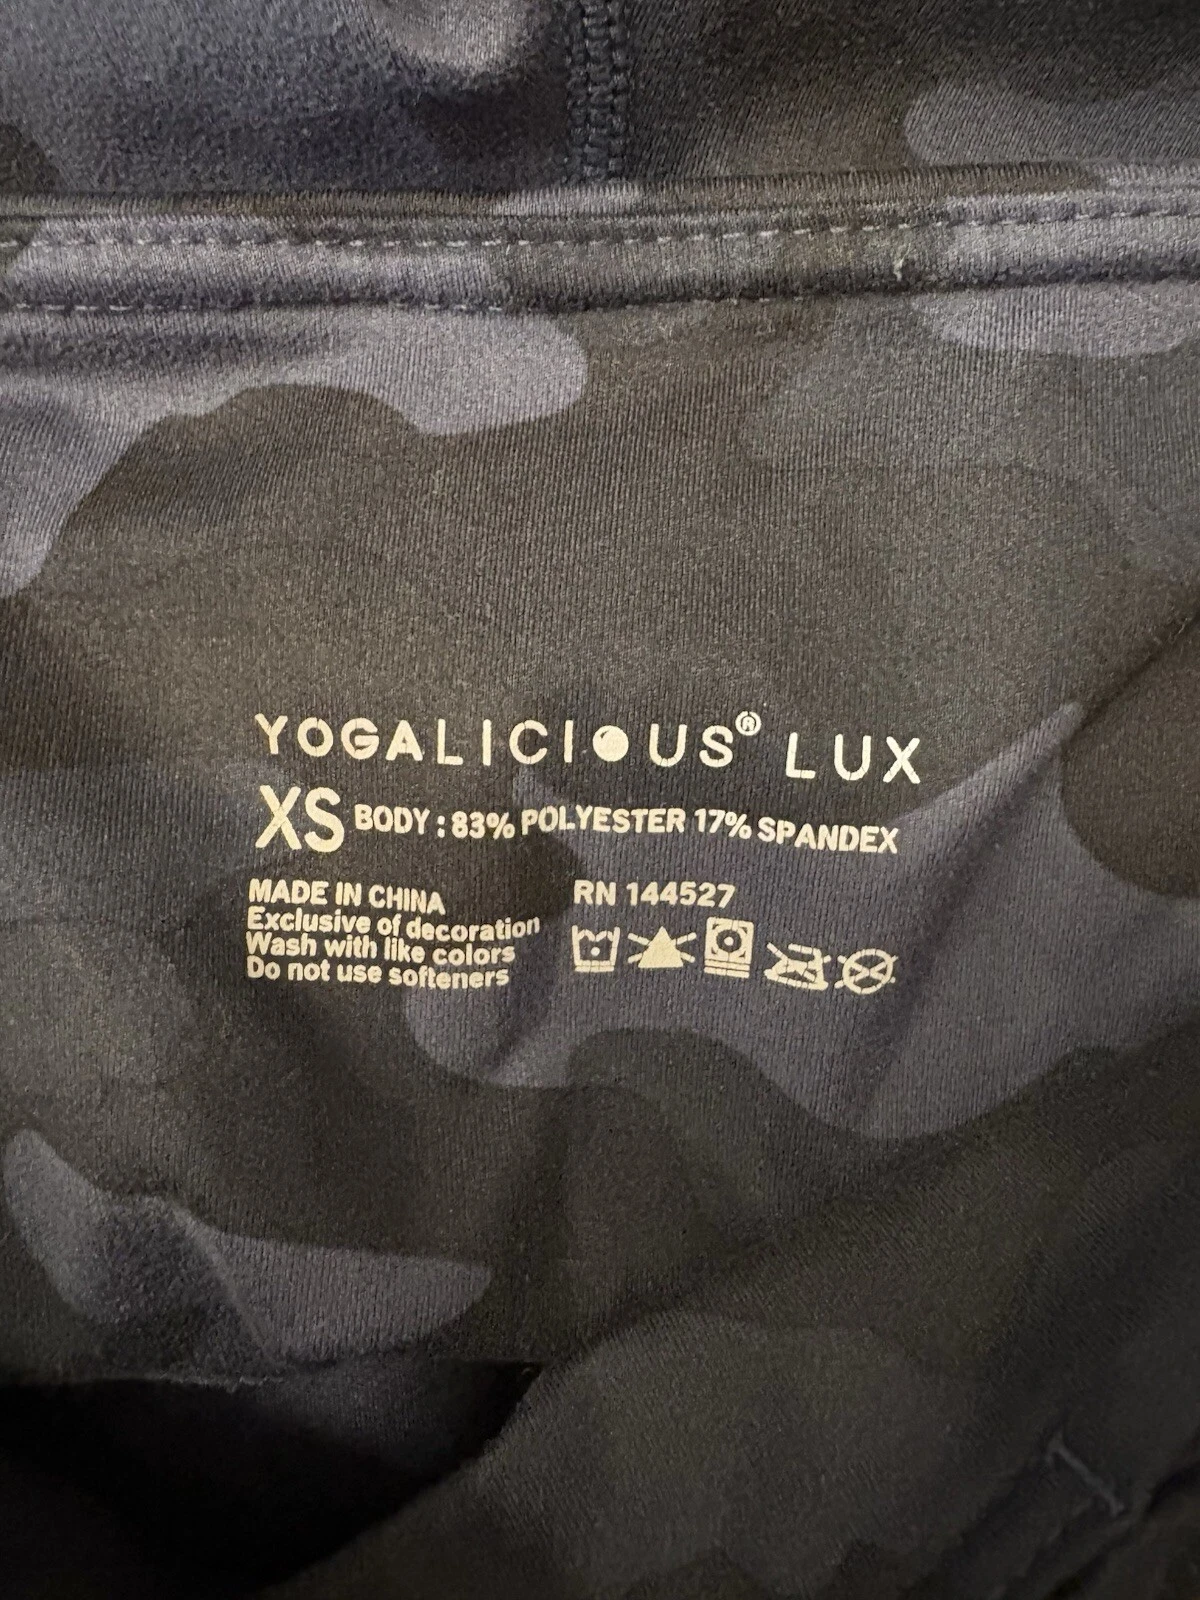 YOGALICIOUS® LUX
XS BODY : 83% POLYESTER 17% SPANDEX
MADE IN CHINA
Exclusive of decoration
Wash with like colors
Do not use softeners
RN 144527